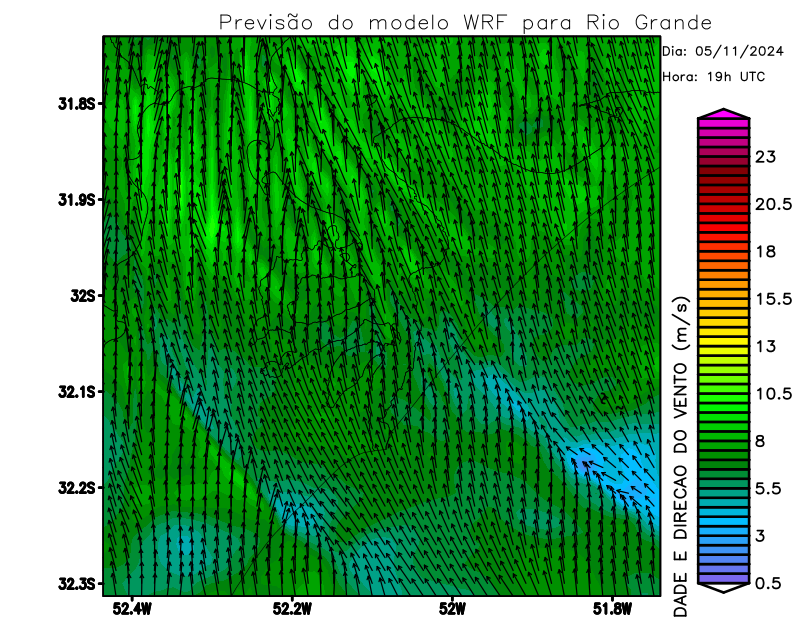 Previsão do modelo WRF para Rio Grande
Dia: 05/11/2024
Hora: 19h UTC
31.8S
31.9S
32S
32.1S
32.2S
32.3S
52.4W
52.2W
52W
51.8W
DADE E DIRECAO DO VENTO (m/s)
23
20.5
18
15.5
13
10.5
8
5.5
3
0.5